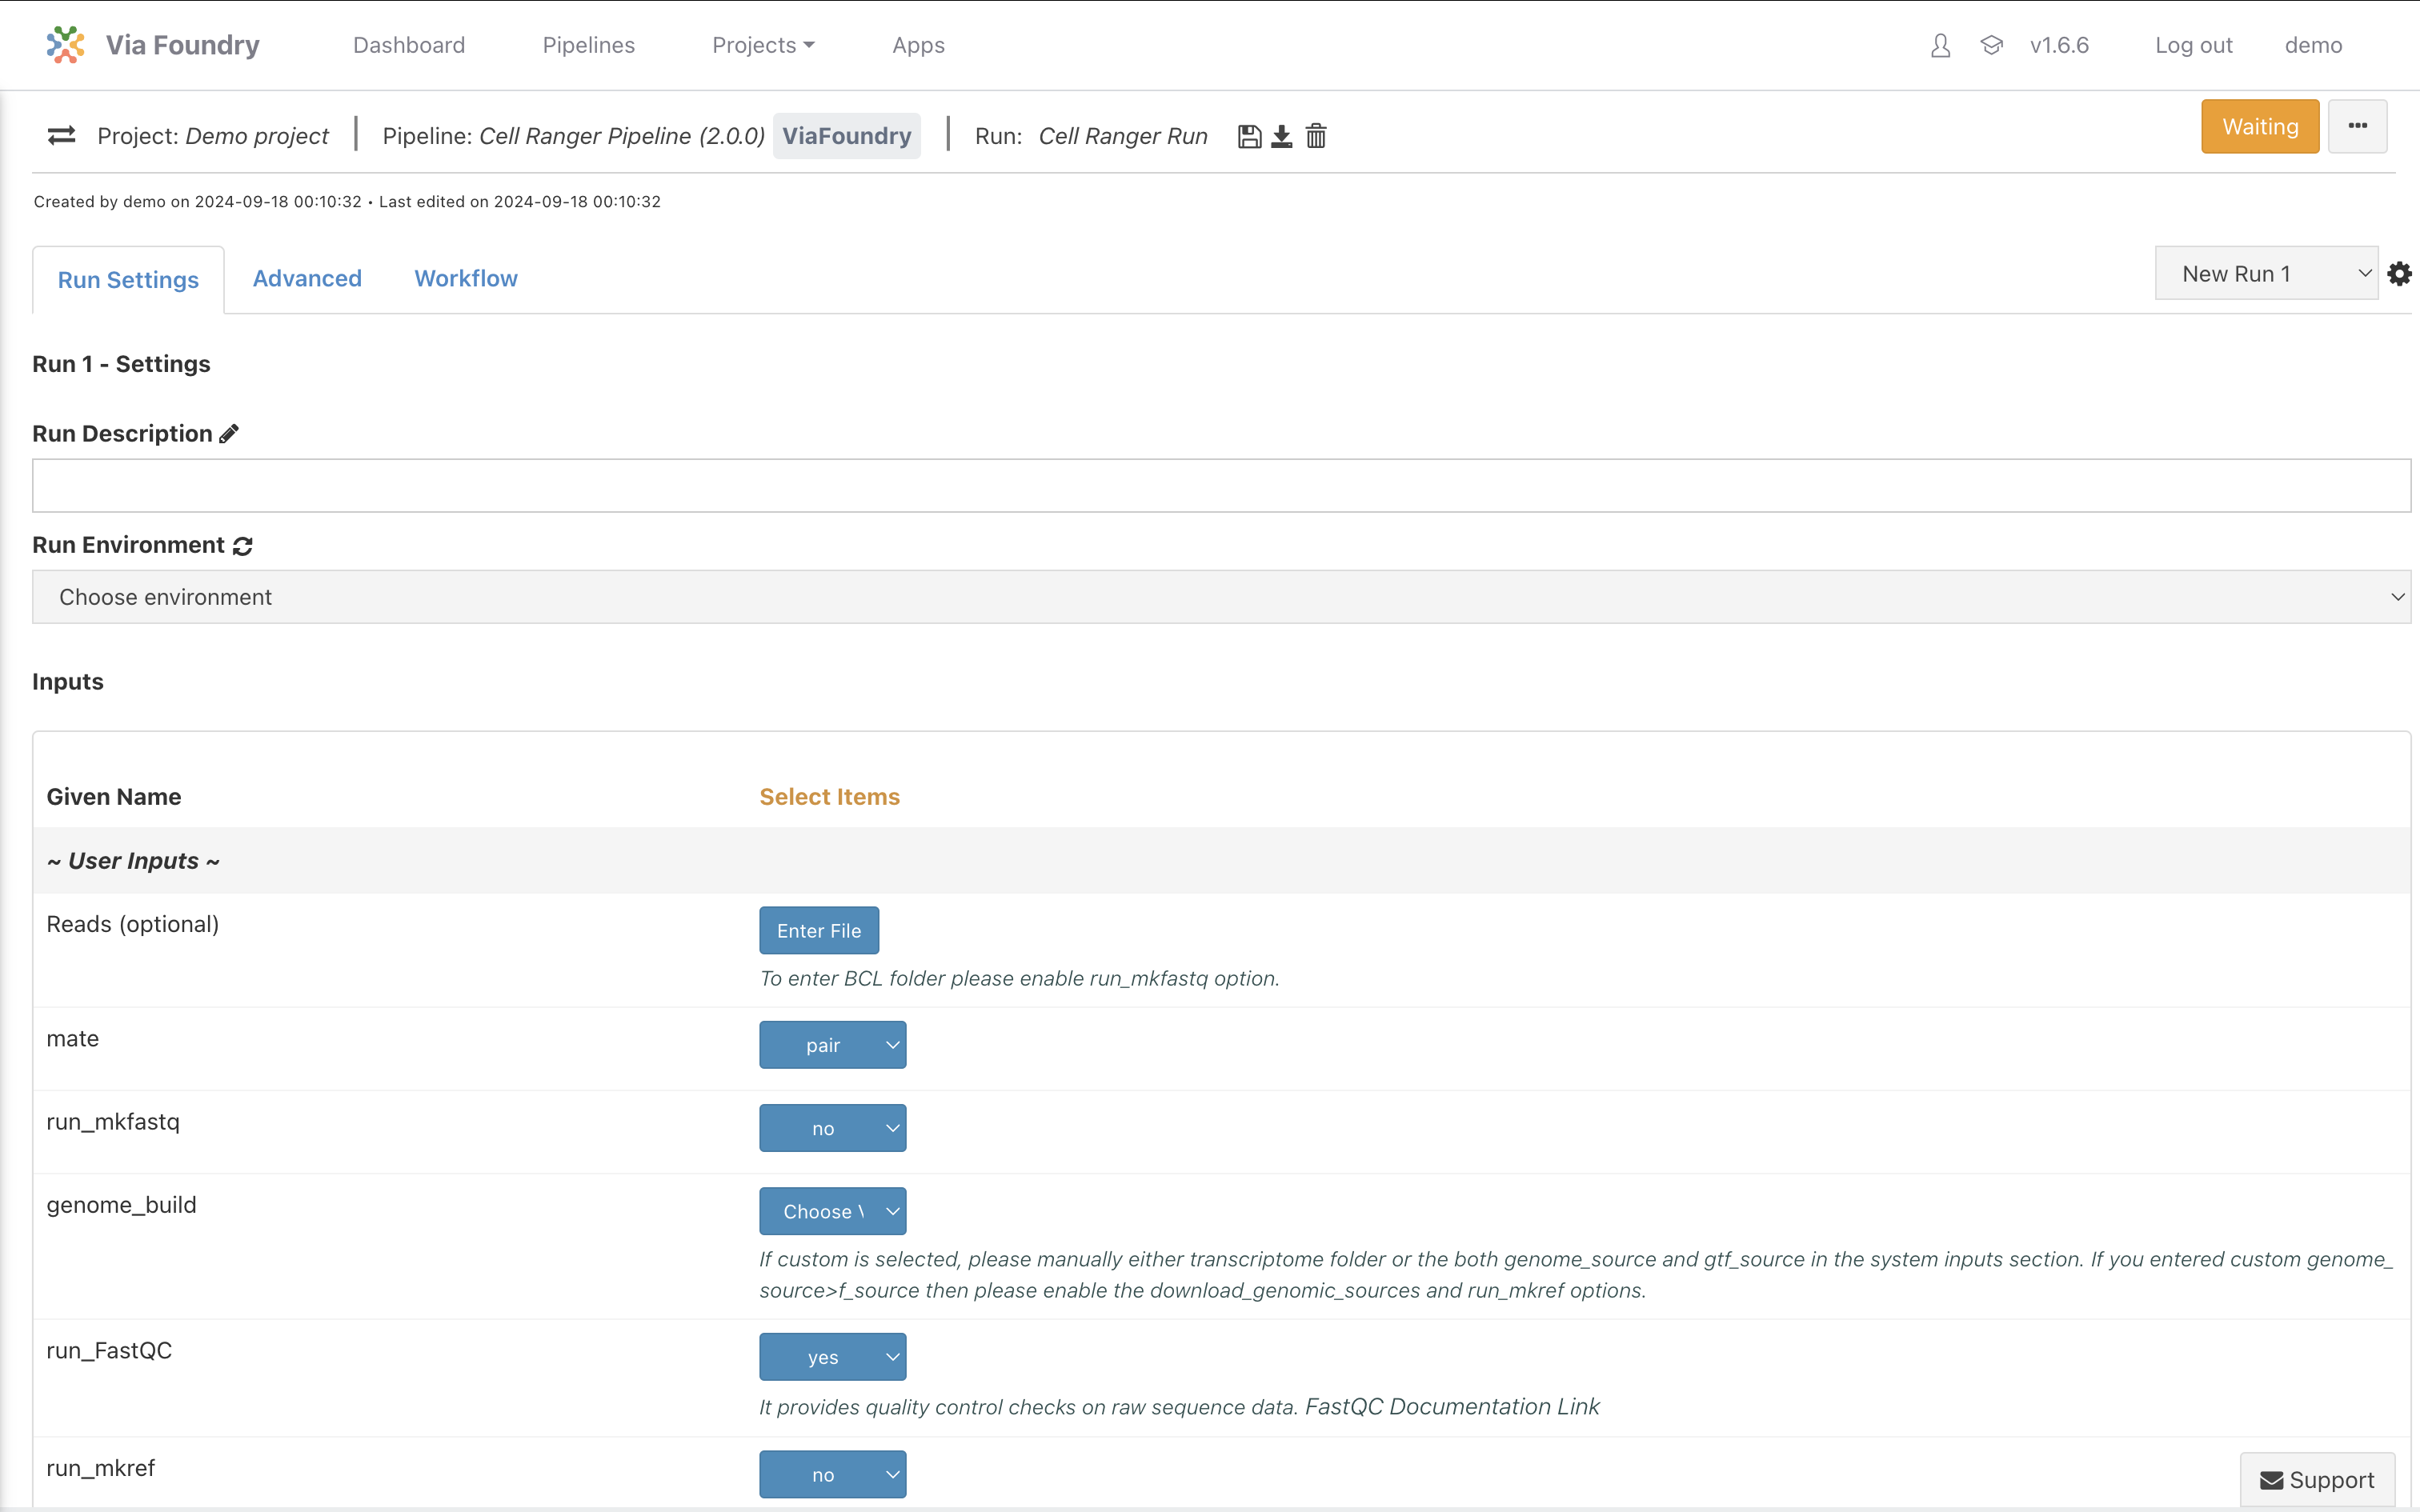 Via Foundry Dashboard Pipelines Projects Apps v1.6.6 Log out demo
Project: Demo project Pipeline: Cell Ranger Pipeline (2.0.0) ViaFoundry Run: Cell Ranger Run Waiting ...
Created by demo on 2024-09-18 00:10:32 • Last edited on 2024-09-18 00:10:32
Run Settings Advanced Workflow New Run 1
Run 1 - Settings
Run Description
Run Environment
Choose environment
Inputs
Given Name Select Items
~ User Inputs ~
Reads (optional) Enter File
To enter BCL folder please enable run_mkfastq option.
mate pair
run_mkfastq no
genome_build Choose
If custom is selected, please manually either transcriptome folder or the both genome_source and gtf_source in the system inputs section. If you entered custom genome_
source>f_source then please enable the download_genomic_sources and run_mkref options.
run_FastQC yes
It provides quality control checks on raw sequence data. FastQC Documentation Link
run_mkref no
Support